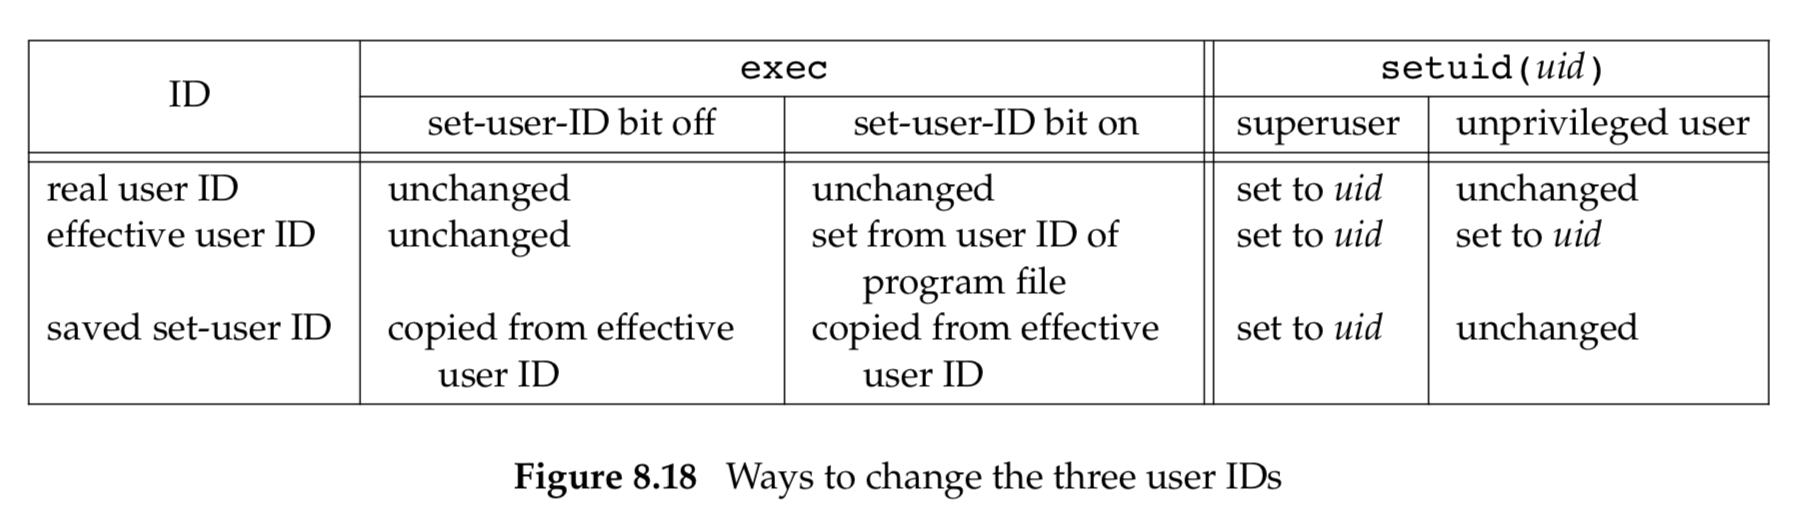 ID exec setuid(uid)
set-user-ID bit off set-user-ID bit on superuser unprivileged user
real user ID unchanged unchanged set to uid unchanged
effective user ID unchanged set from user ID of set to uid set to uid
program file
saved set-user ID copied from effective copied from effective set to uid unchanged
user ID user ID
Figure 8.18 Ways to change the three user IDs